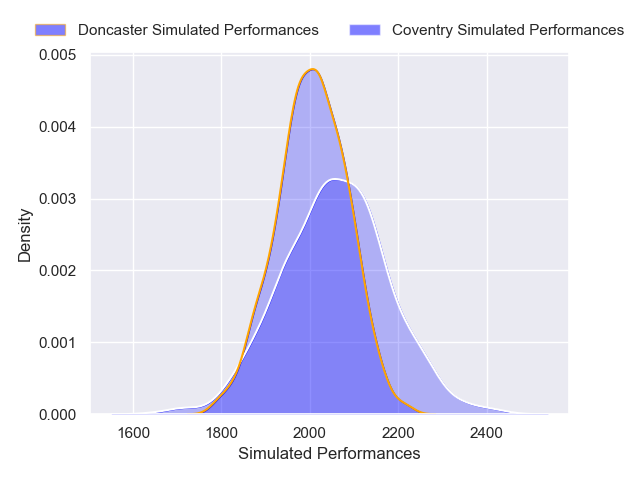 Doncaster Simulated Performances Coventry Simulated Performances
0.005
0.004
0.003
0.002
0.001
0.000
Density
1600 1800 2000 2200 2400
Simulated Performances